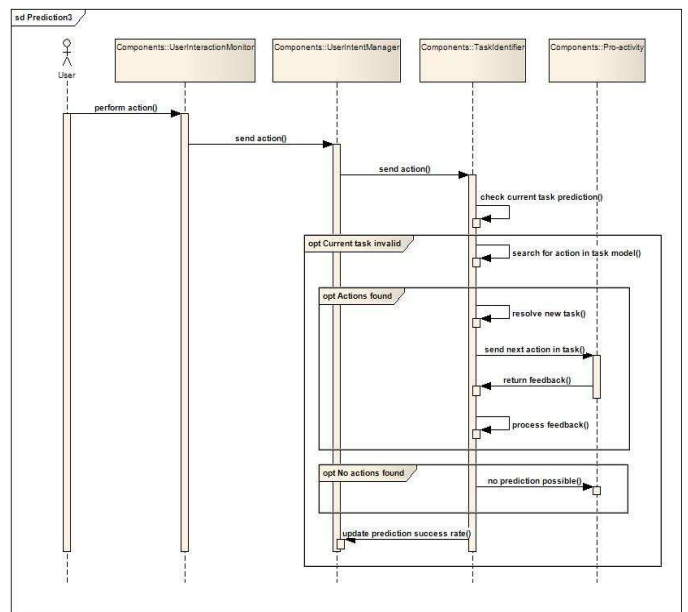 sd Prediction3
User
Components::UserInteractionMonitor
Components::UserIntentManager
Components::TaskIdentifier
Components::Pro-activity
perform action()
send action()
send action()
check current task prediction()
opt Current task invalid
search for action in task model()
opt Actions found
resolve new task()
send next action in task()
return feedback()
process feedback()
opt No actions found
no prediction possible()
update prediction success rate()